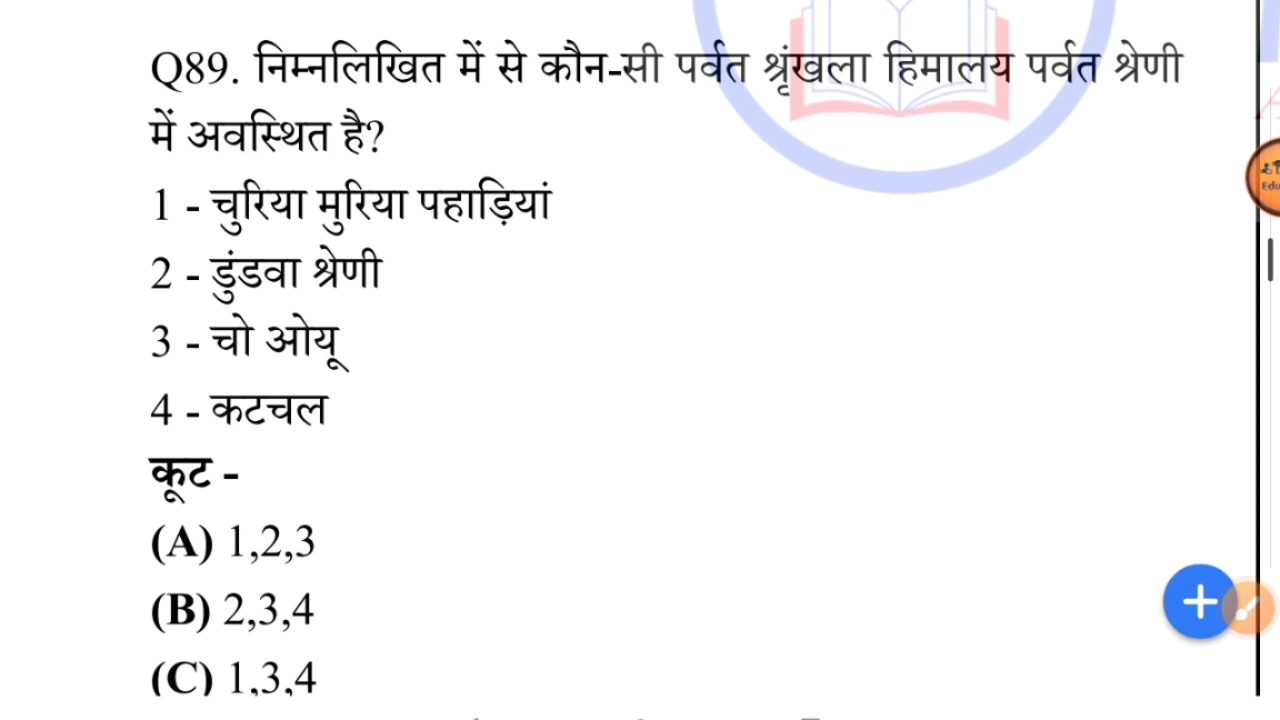 Q89. निम्नलिखित में से कौन-सी पर्वत श्रृंखला हिमालय पर्वत श्रेणी
में अवस्थित है?
1 - चुरिया मुरिया पहाड़ियां
2 - डुंडवा श्रेणी
3 - चो ओयू
4 - कटचल
कूट -
(A) 1,2,3
(B) 2,3,4
(C) 1,3,4